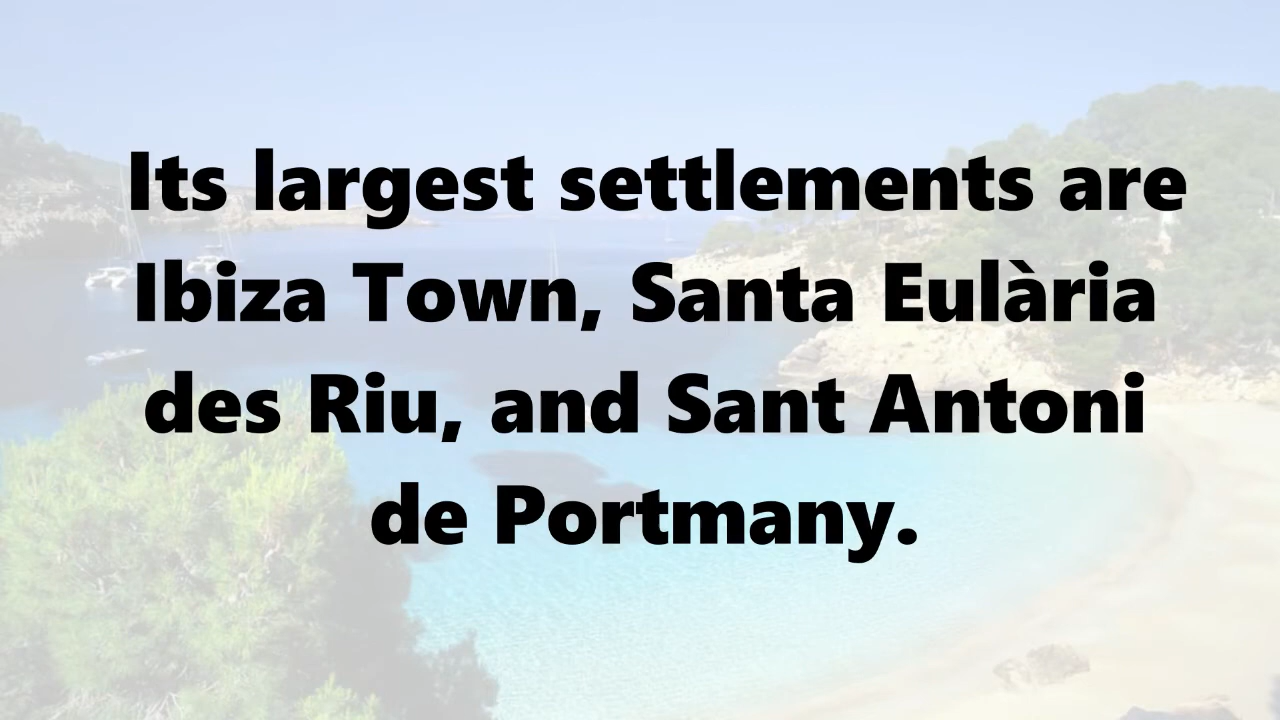 Its largest settlements are
Ibiza Town, Santa Eulària
des Riu, and Sant Antoni
de Portmany.